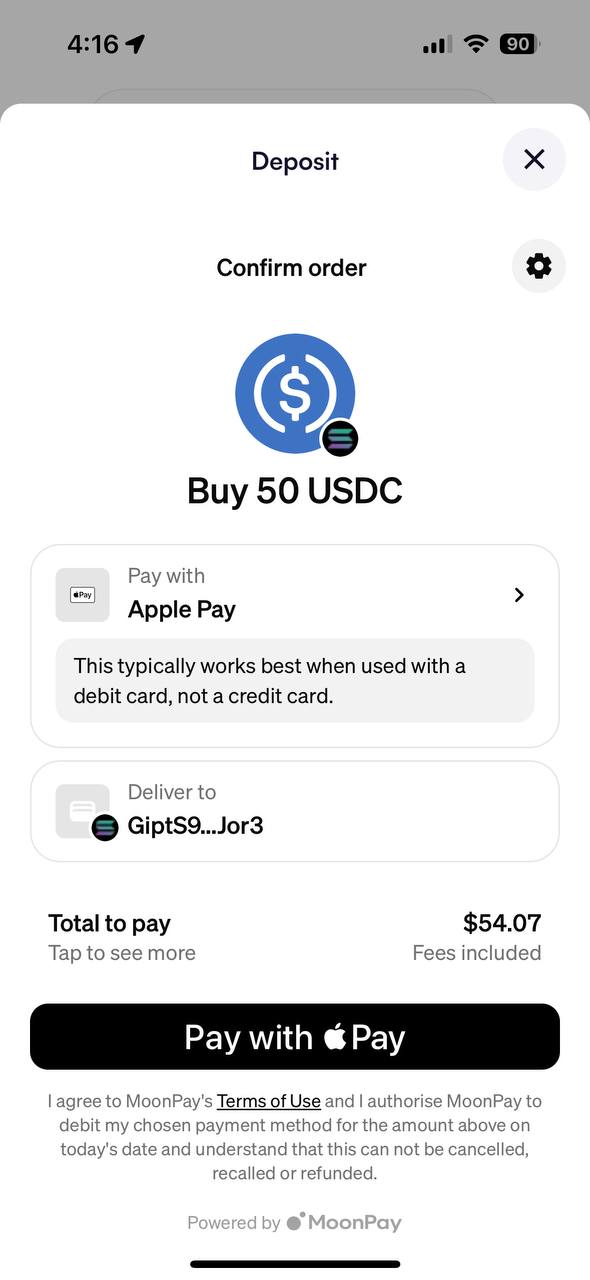 4:16
90
Deposit
Confirm order
Buy 50 USDC
Pay with
Pay
Apple Pay
This typically works best when used with a
debit card, not a credit card.
Deliver to
GiptS9...Jor3
Total to pay
$54.07
Tap to see more
Fees included
Pay with Pay
I agree to MoonPay's Terms of Use and I authorise MoonPay to
debit my chosen payment method for the amount above on
today's date and understand that this can not be cancelled,
recalled or refunded.
Powered by MoonPay